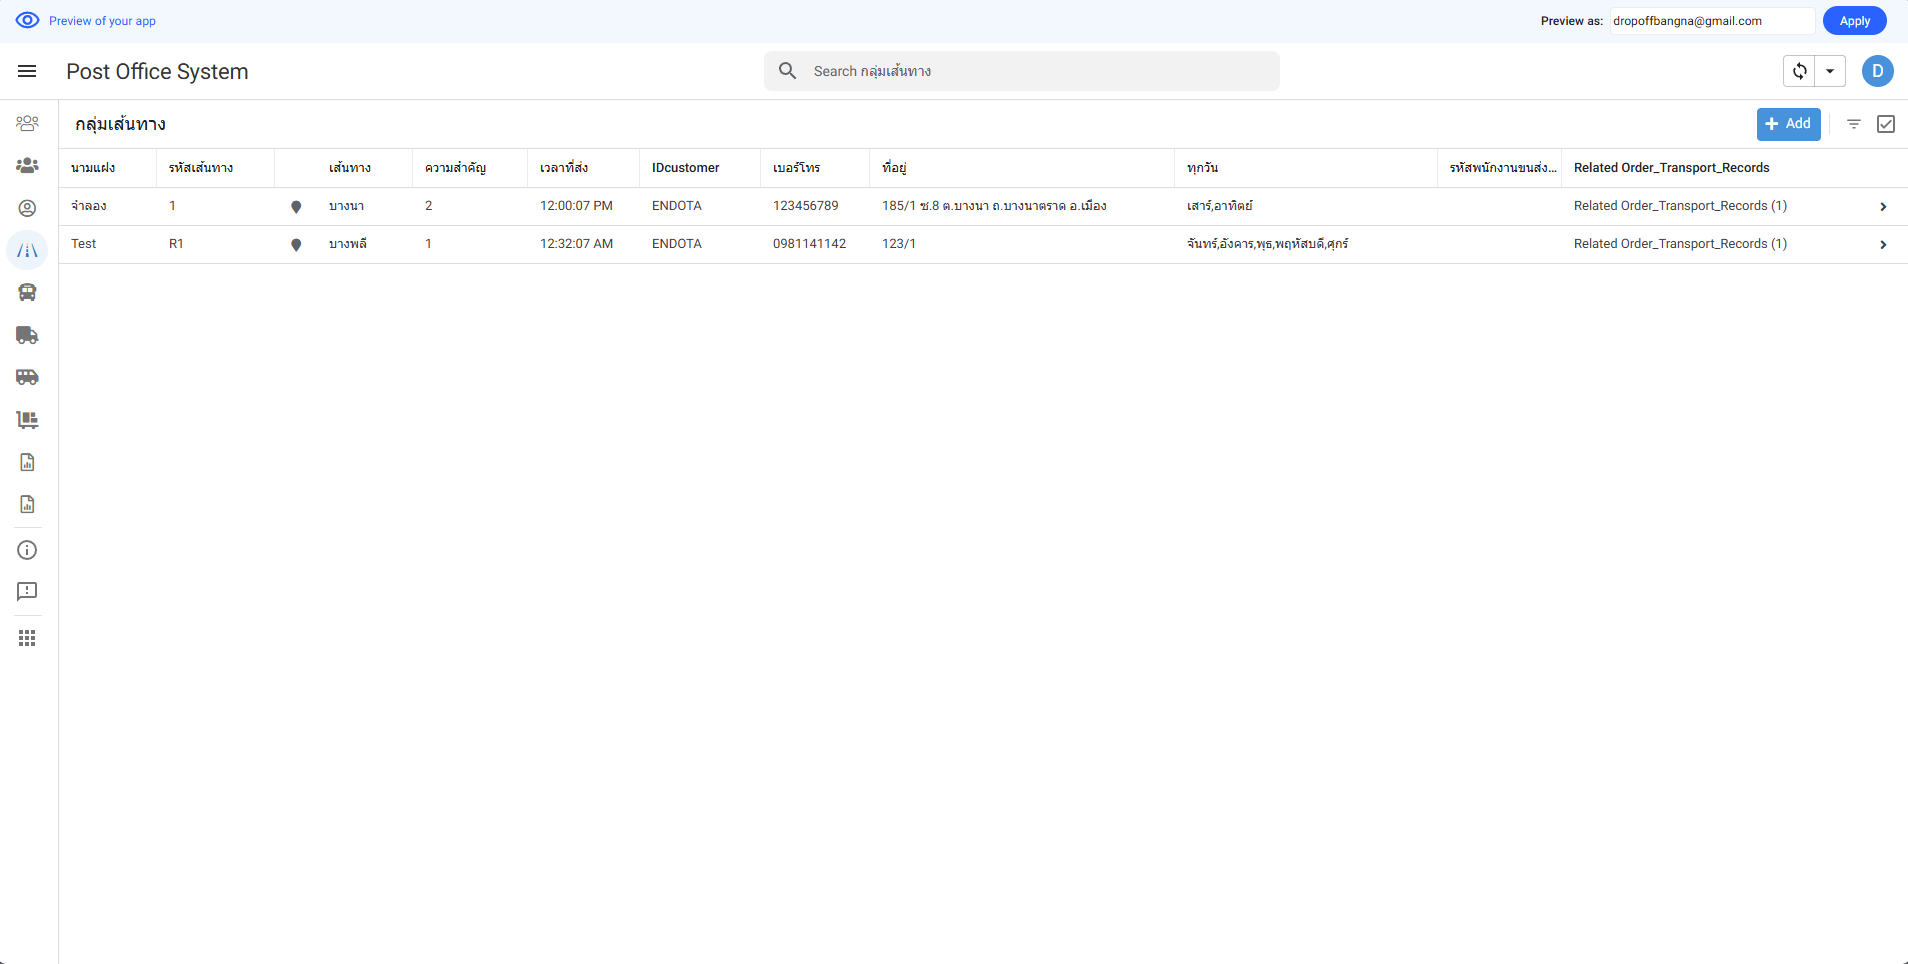 Preview of your app
Preview as: dropoffbangna@gmail.com Apply
Post Office System
Search กลุ่มเส้นทาง
D
กลุ่มเส้นทาง
Add
นามแฝง รหัสเส้นทาง เส้นทาง ความสำคัญ เวลาที่ส่ง IDcustomer เบอร์โทร ที่อยู่ ทุกวัน รหัสพนักงานขนส่ง... Related Order_Transport_Records
จำลอง 1 บางนา 2 12:00:07 PM ENDOTA 123456789 185/1 ซ.8 ต.บางนา ถ.บางนาตราด อ.เมือง เสาร์,อาทิตย์ Related Order_Transport_Records (1)
Test R1 บางพลี 1 12:32:07 AM ENDOTA 0981141142 123/1 จันทร์,อังคาร,พุธ,พฤหัสบดี,ศุกร์ Related Order_Transport_Records (1)